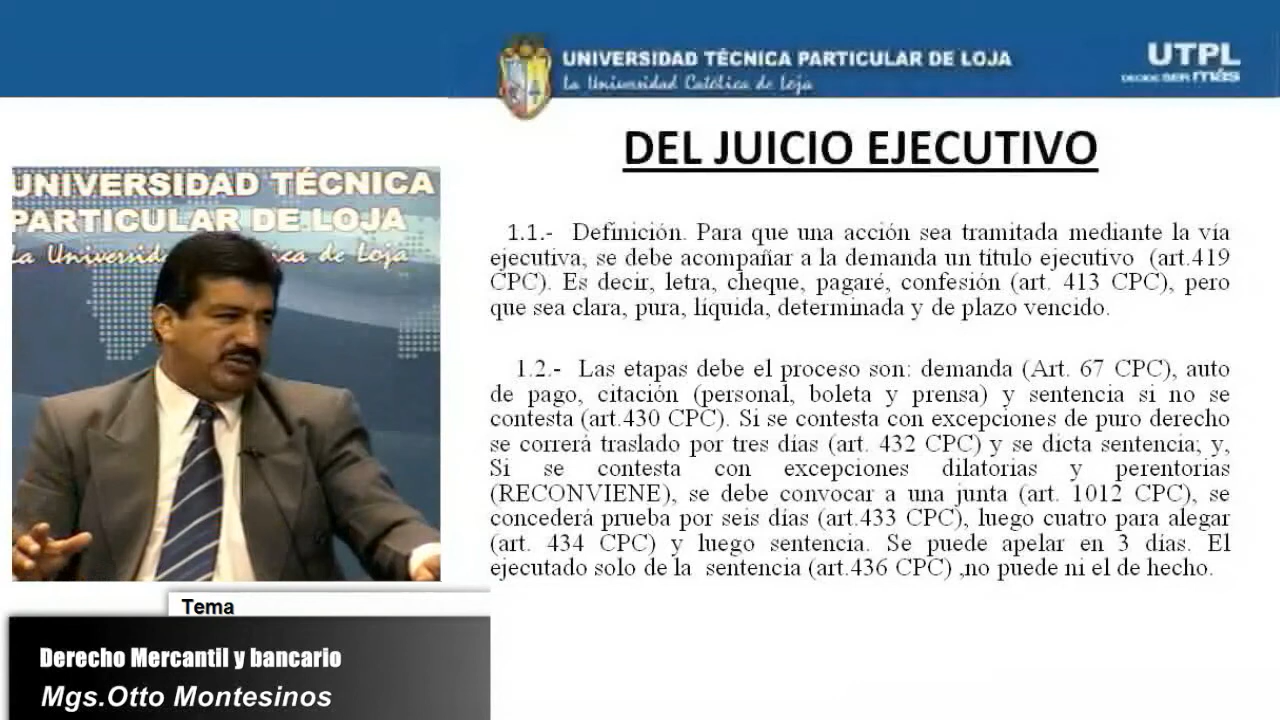 UNIVERSIDAD TÉCNICA PARTICULAR DE LOJA
La Universidad Católica de Loja
UTPL
DECIDE SER más
DEL JUICIO EJECUTIVO
UNIVERSIDAD TÉCNICA
PARTICULAR DE LOJA
La Universidad Católica de Loja
1.1.- Definición. Para que una acción sea tramitada mediante la vía
ejecutiva, se debe acompañar a la demanda un título ejecutivo (art.419
CPC). Es decir, letra, cheque, pagaré, confesión (art. 413 CPC), pero
que sea clara, pura, líquida, determinada y de plazo vencido.
1.2.- Las etapas debe el proceso son: demanda (Art. 67 CPC), auto
de pago, citación (personal, boleta y prensa) y sentencia si no se
contesta (art.430 CPC). Si se contesta con excepciones de puro derecho
se correrá traslado por tres días (art. 432 CPC) y se dicta sentencia; y,
Si se contesta con excepciones dilatorias y perentorias
(RECONVIENE), se debe convocar a una junta (art. 1012 CPC), se
concederá prueba por seis días (art.433 CPC), luego cuatro para alegar
(art. 434 CPC) y luego sentencia. Se puede apelar en 3 días. El
ejecutado solo de la sentencia (art.436 CPC) ,no puede ni el de hecho.
Tema
Derecho Mercantil y bancario
Mgs.Otto Montesinos